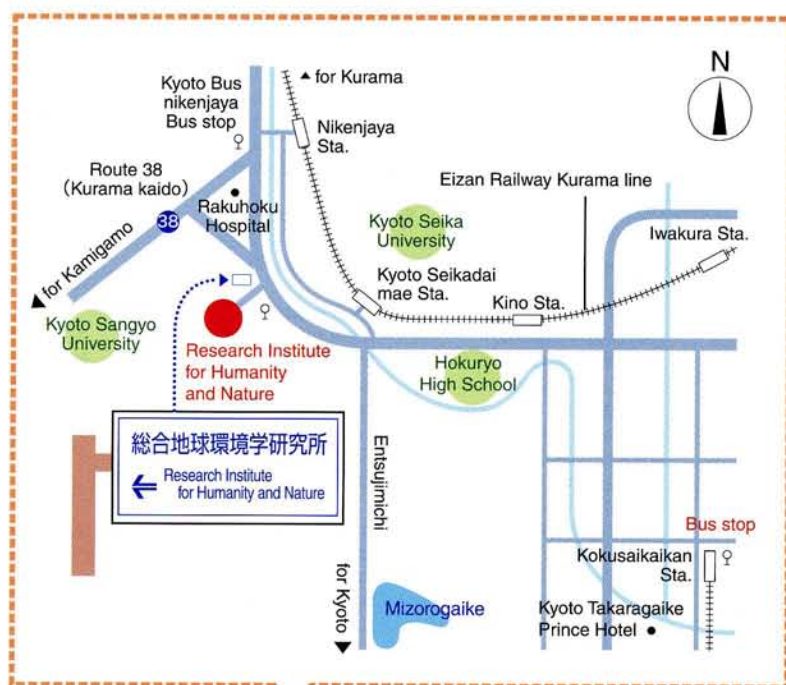 Kyoto Bus
nikenjaya
Bus stop
▲ for Kurama
N
Nikenjaya
Sta.
Route 38
(Kurama kaido)
38
Rakuhoku
Hospital
Eizan Railway Kurama line
Kyoto Seika
University
Iwakura Sta.
◀ for Kamigamo
Kyoto Seikadai
mae Sta.
Kino Sta.
Kyoto Sangyo
University
Research Institute
for Humanity
and Nature
Hokuryo
High School
総合地球環境学研究所
⇐ Research Institute
for Humanity and Nature
Entsujimichi
Bus stop
Kokusaikaikan
Sta.
for Kyoto ▶
Mizorogaike
Kyoto Takaragaike
Prince Hotel